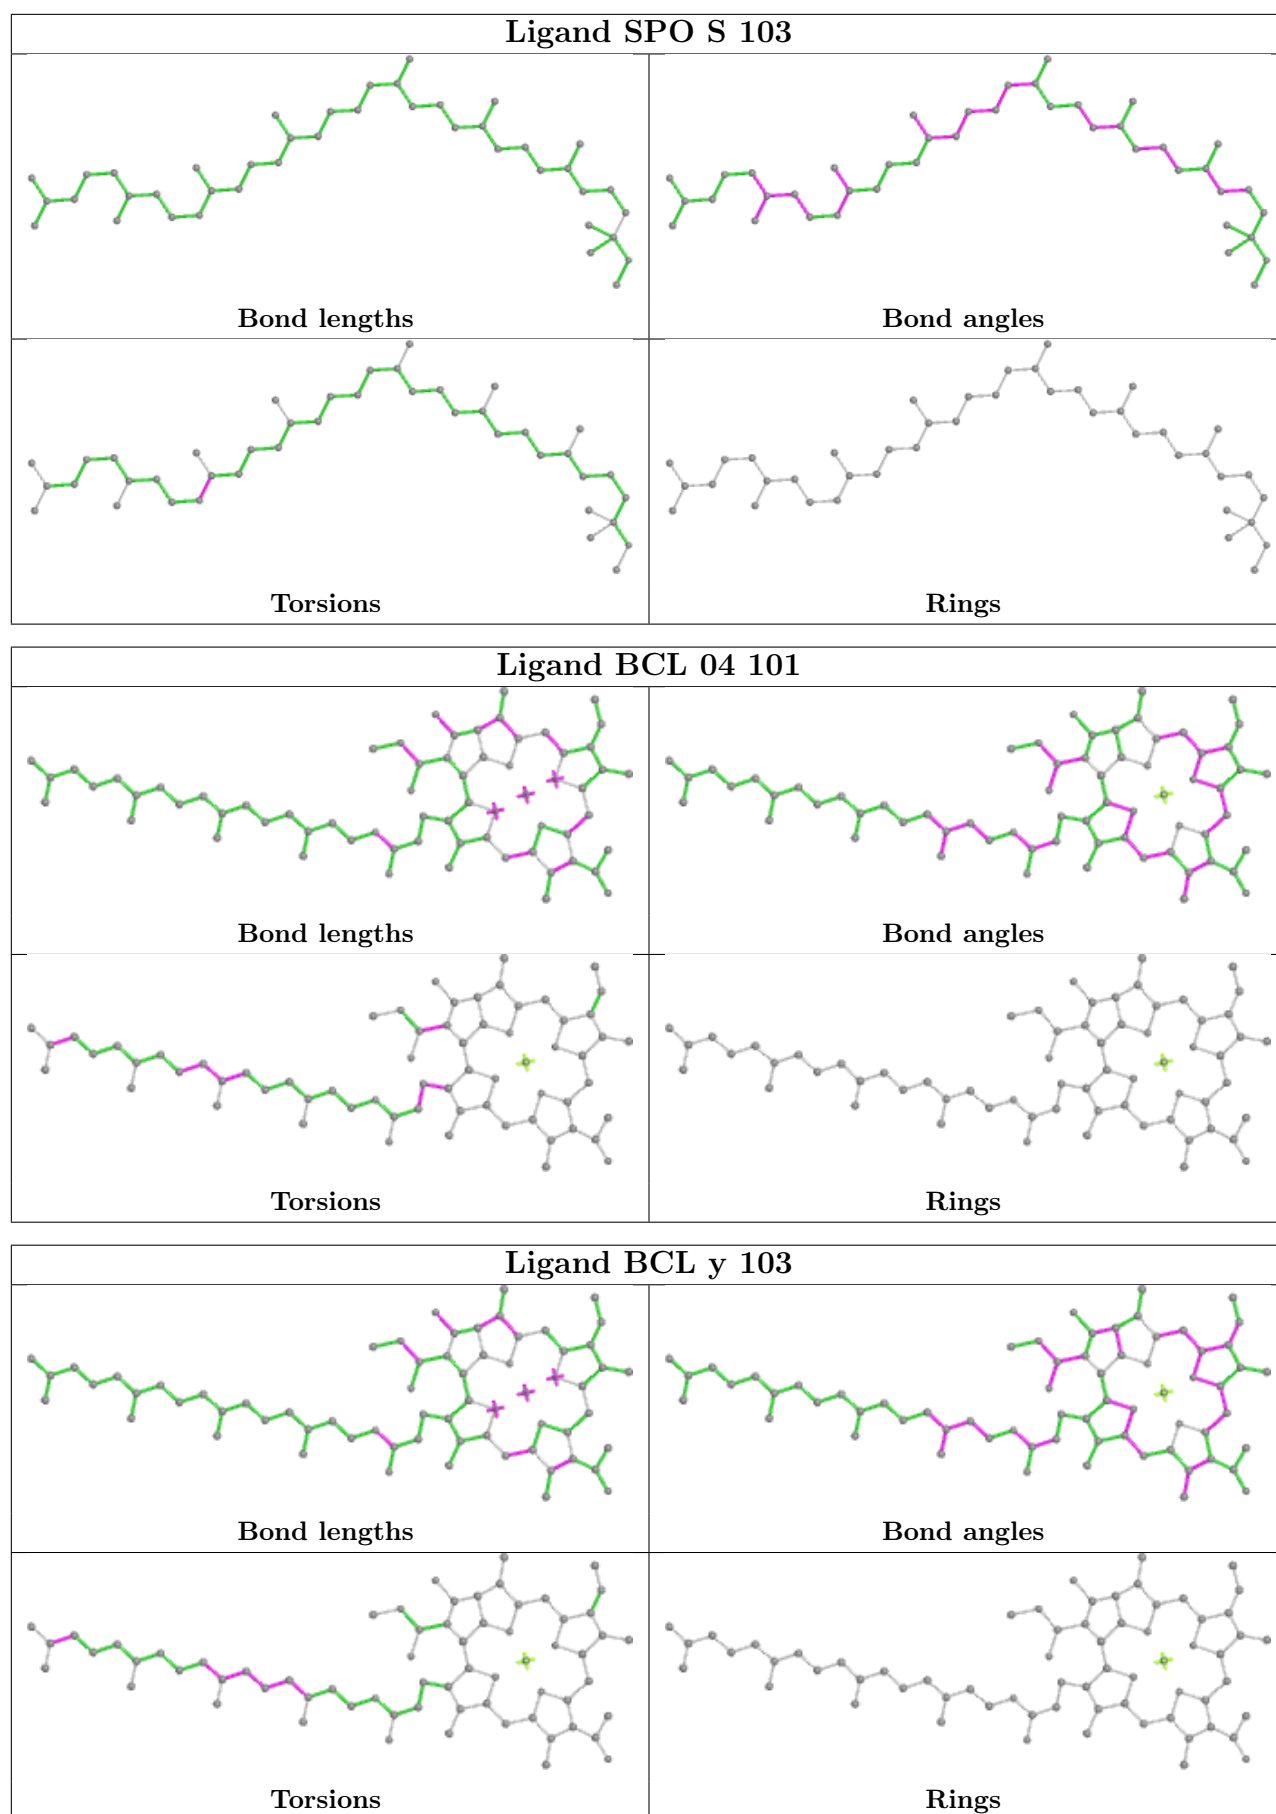 Ligand SPO S 103
Bond lengths
Bond angles
Torsions
Rings
Ligand BCL 04 101
Bond lengths
Bond angles
Torsions
Rings
Ligand BCL y 103
Bond lengths
Bond angles
Torsions
Rings